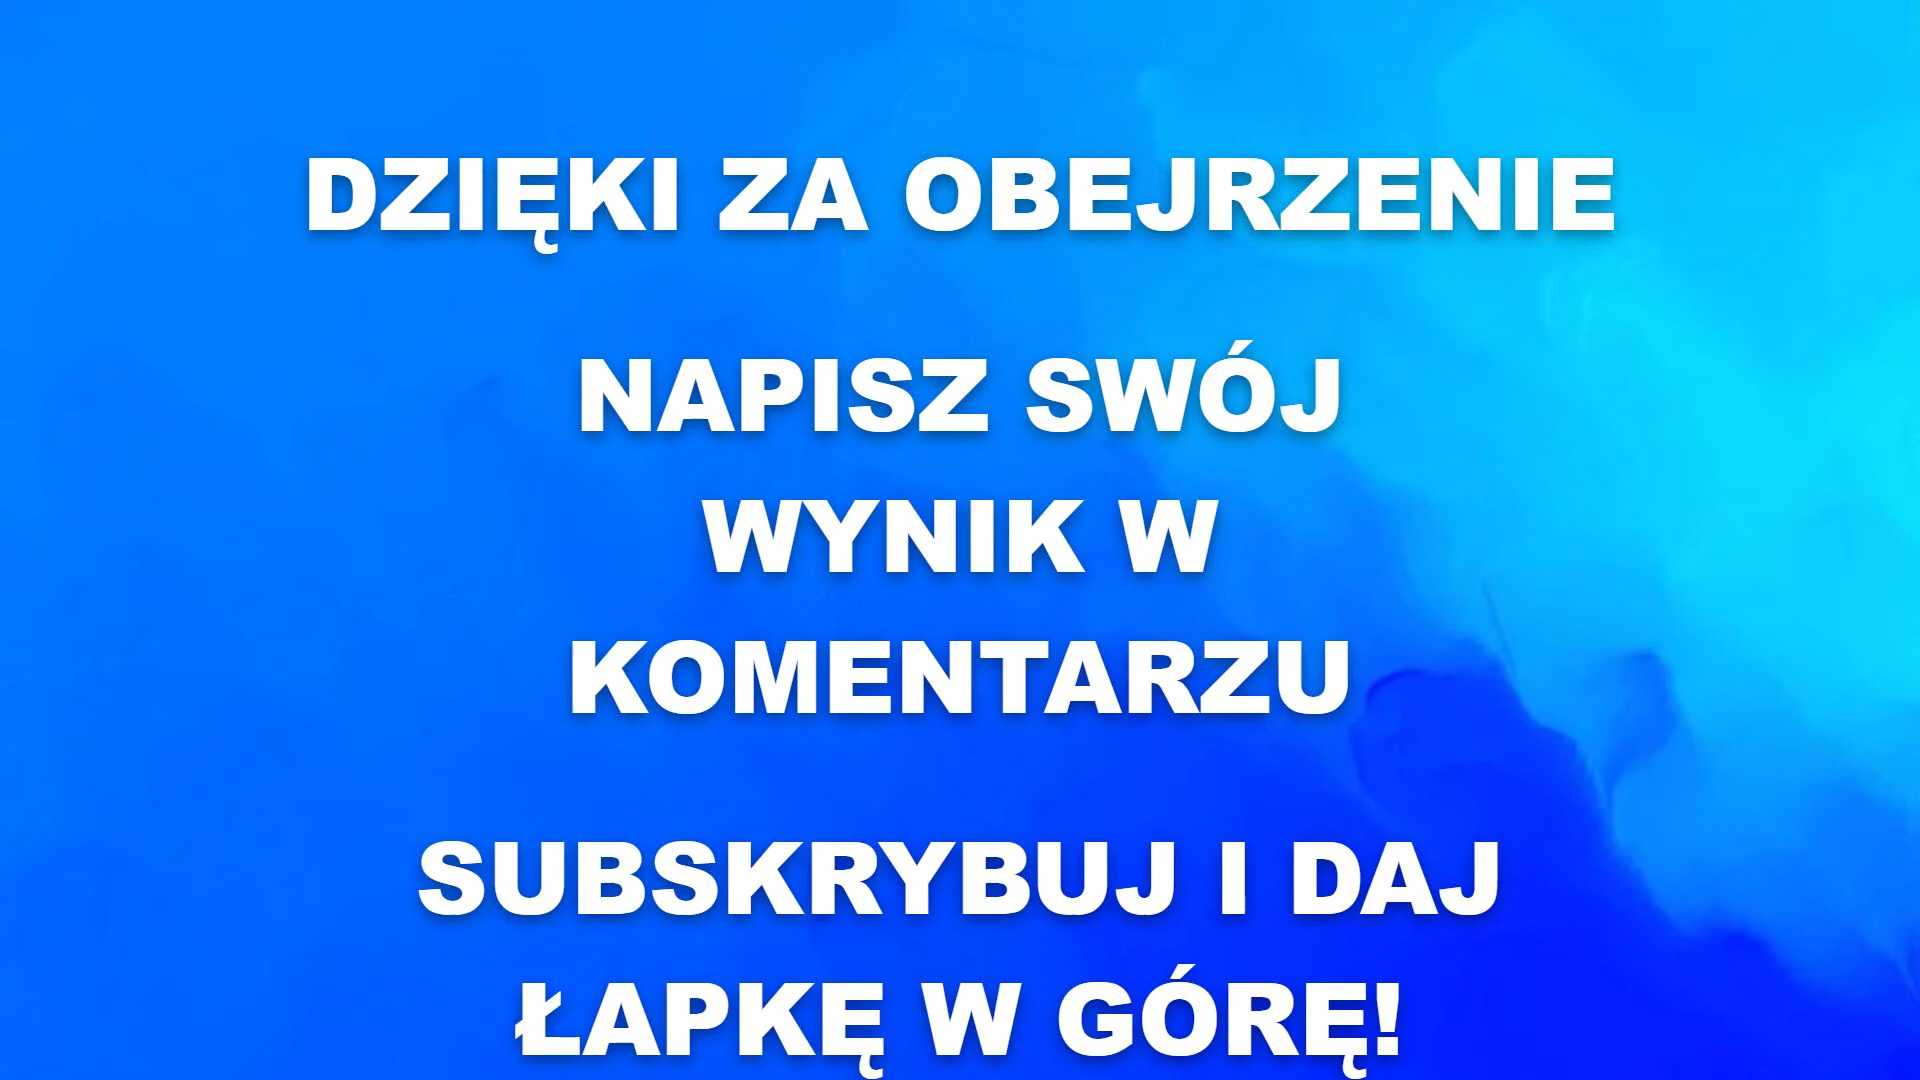 DZIĘKI ZA OBEJRZENIE
NAPISZ SWÓJ
WYNIK W
KOMENTARZU
SUBSKRYBUJ I DAJ
ŁAPKĘ W GÓRĘ!